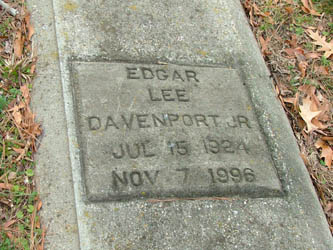 EDGAR
LEE
DAVENPORT JR
JUL 15 1924
NOV 7 1996